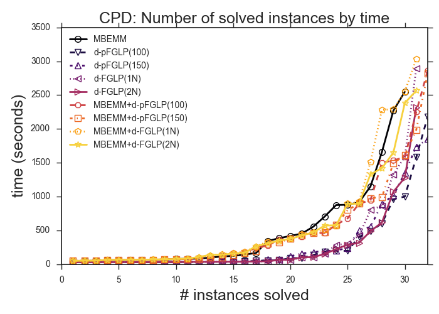 CPD: Number of solved instances by time
3500
3000
2500
2000
1500
1000
500
0
time (seconds)
MBEMM
d-pFGLP(100)
d-pFGLP(150)
d-FGLP(1N)
d-FGLP(2N)
MBEMM+d-pFGLP(100)
MBEMM+d-pFGLP(150)
MBEMM+d-FGLP(1N)
MBEMM+d-FGLP(2N)
0 5 10 15 20 25 30
# instances solved